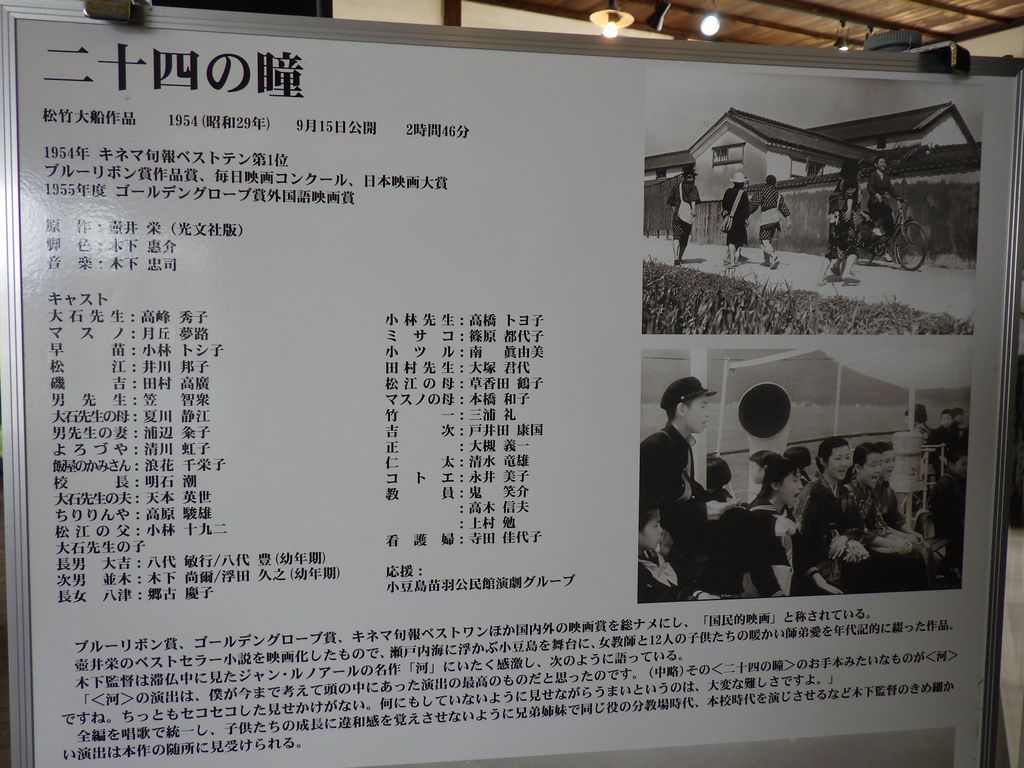 二十四の瞳
松竹大船作品　1954(昭和29年)　9月15日公開　2時間46分
1954年 キネマ旬報ベストテン第1位
ブルーリボン賞作品賞、毎日映画コンクール、日本映画大賞
1955年度 ゴールデングローブ賞外国語映画賞
原　作：壺井 栄（光文社版）
脚　色：木下 惠介
音　楽：木下 忠司
キャスト
大石先生：高峰 秀子
マスノ：月丘 夢路
早苗：小林 トシ子
松江：井川 邦子
磯吉：田村 高廣
男先生：笠 智衆
大石先生の母：夏川 静江
男先生の妻：浦辺 粂子
よろづや：清川 虹子
飯屋のかみさん：浪花 千栄子
校長：明石 潮
大石先生の夫：天本 英世
ちりりんや：高原 駿雄
松江の父：小林 十九二
大石先生の子
長男 大吉：八代 敏行/八代 豊(幼年期)
次男 並木：木下 尚爾/浮田 久之(幼年期)
長女 八津：郷古 慶子
小林先生：高橋 トヨ子
ミサコ：篠原 都代子
小ツル：南 眞由美
田村先生：大塚 君代
松江の母：草香田 鶴子
マスノの母：本橋 和子
竹一：三浦 礼
吉次：戸井田 康国
正：大槻 義一
仁太：清水 竜雄
コトエ：永井 美子
教員：鬼 笑介
：高木 信夫
：上村 勉
看護婦：寺田 佳代子
応援：
小豆島苗羽公民館演劇グループ
ブルーリボン賞、ゴールデングローブ賞、キネマ旬報ベストワンほか国内外の映画賞を総ナメにし、「国民的映画」と称されている。
壺井栄のベストセラー小説を映画化したもので、瀬戸内海に浮かぶ小豆島を舞台に、女教師と12人の子供たちの暖かい師弟愛を年代記的に綴った作品。
木下監督は滞仏中に見たジャン・ルノアールの名作「河」にいたく感激し、次のように語っている。
「＜河＞の演出は、僕が今まで考えて頭の中にあった演出の最高のものだと思ったのです。（中略）その＜二十四の瞳＞のお手本みたいなものが＜河＞
ですね。ちっともセコセコした見せかけがない。何にもしていないように見せながらうまいというのは、大変な難しさですよ。」
全編を唱歌で統一し、子供たちの成長に違和感を覚えさせないように兄弟姉妹で同じ役の分教場時代、本校時代を演じさせるなど木下監督のきめ細か
い演出は本作の随所に見受けられる。